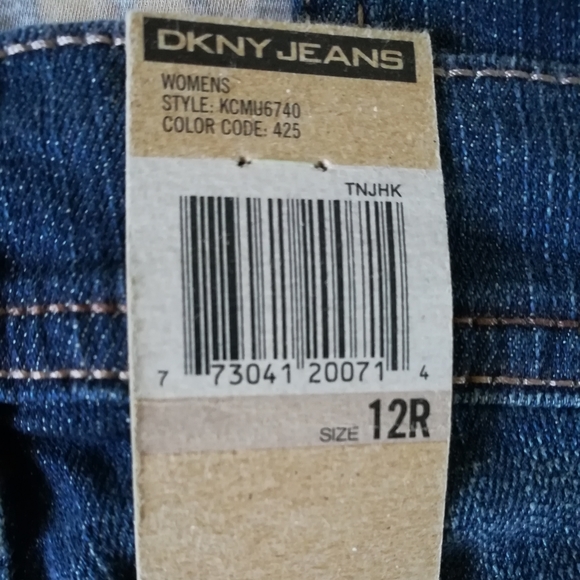 DKNY JEANS
WOMENS
STYLE: KCMU6740
COLOR CODE: 425
TNJHK
7 73041 20071 4
SIZE 12R